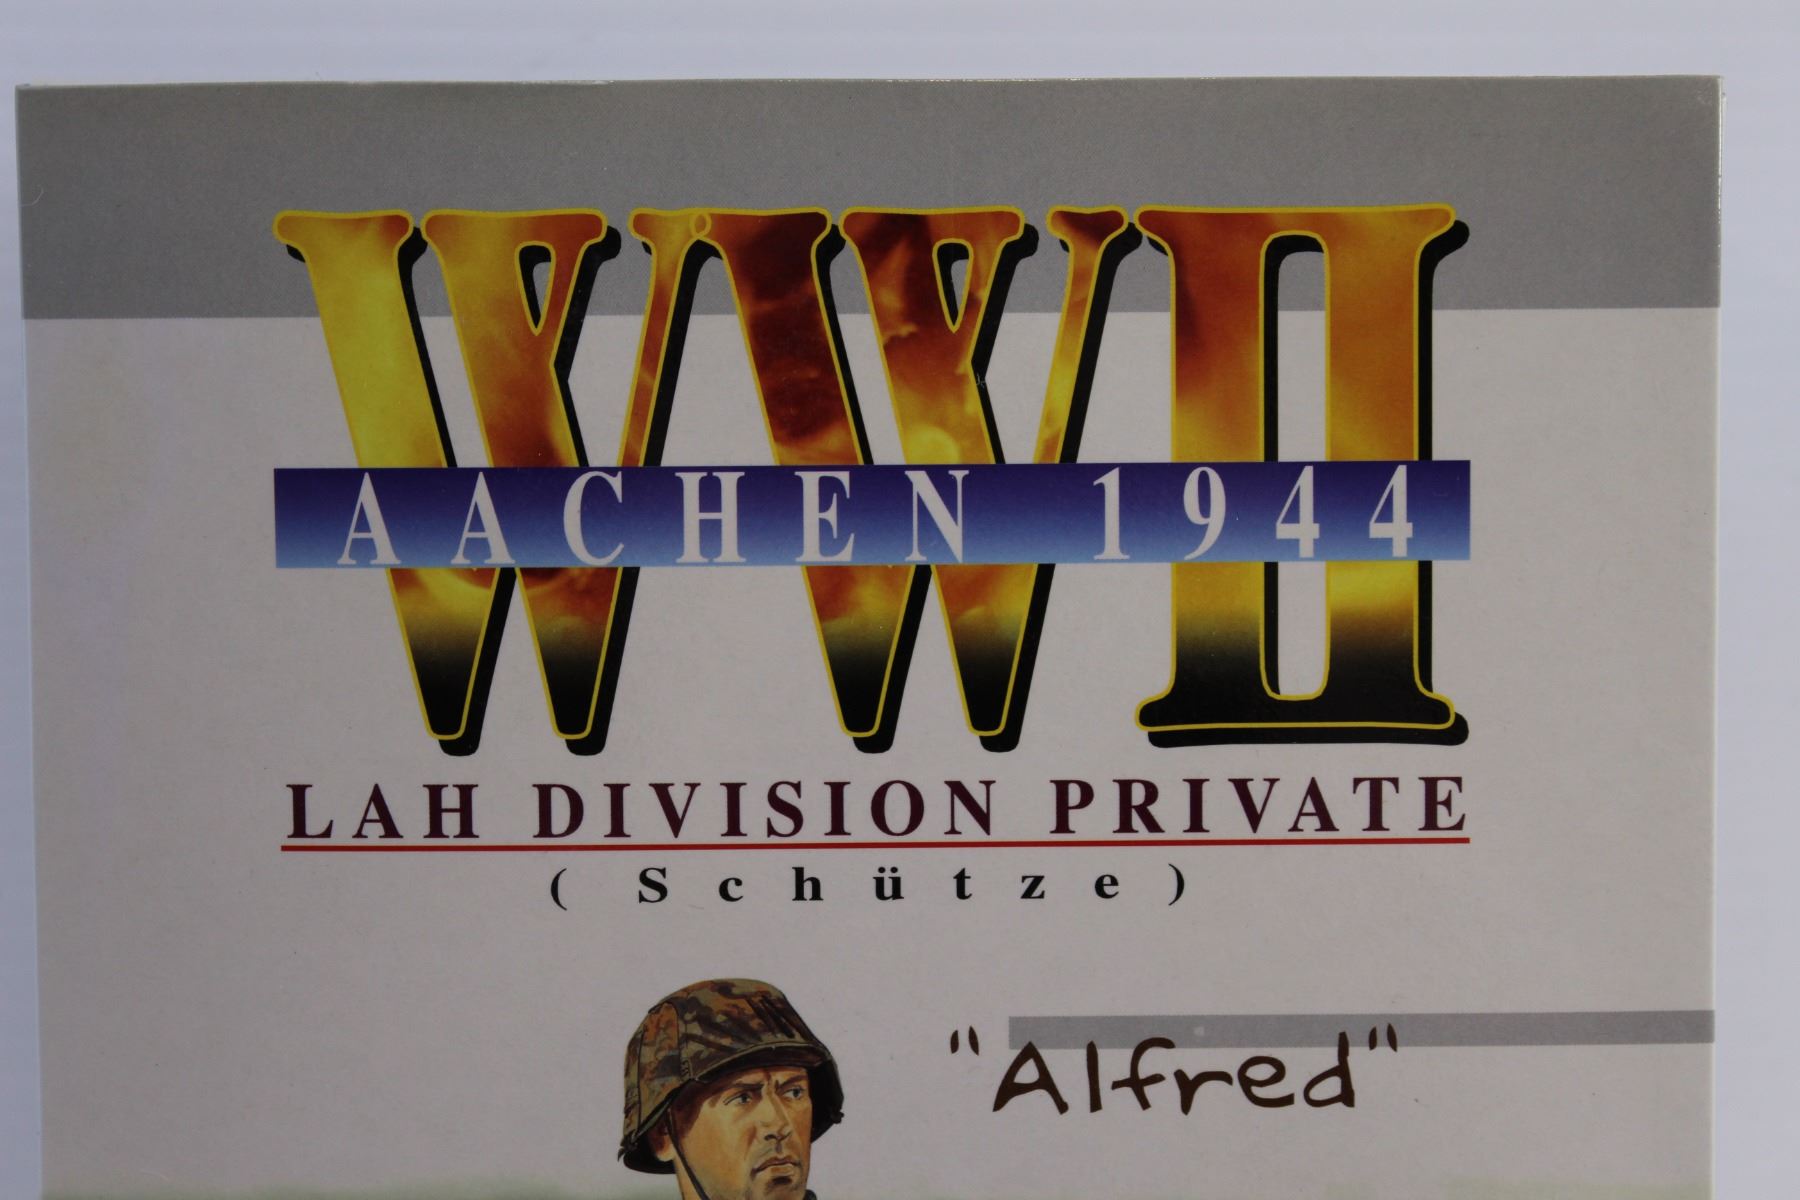 WWII
AACHEN 1944
LAH DIVISION PRIVATE
(Schütze)
"Alfred"